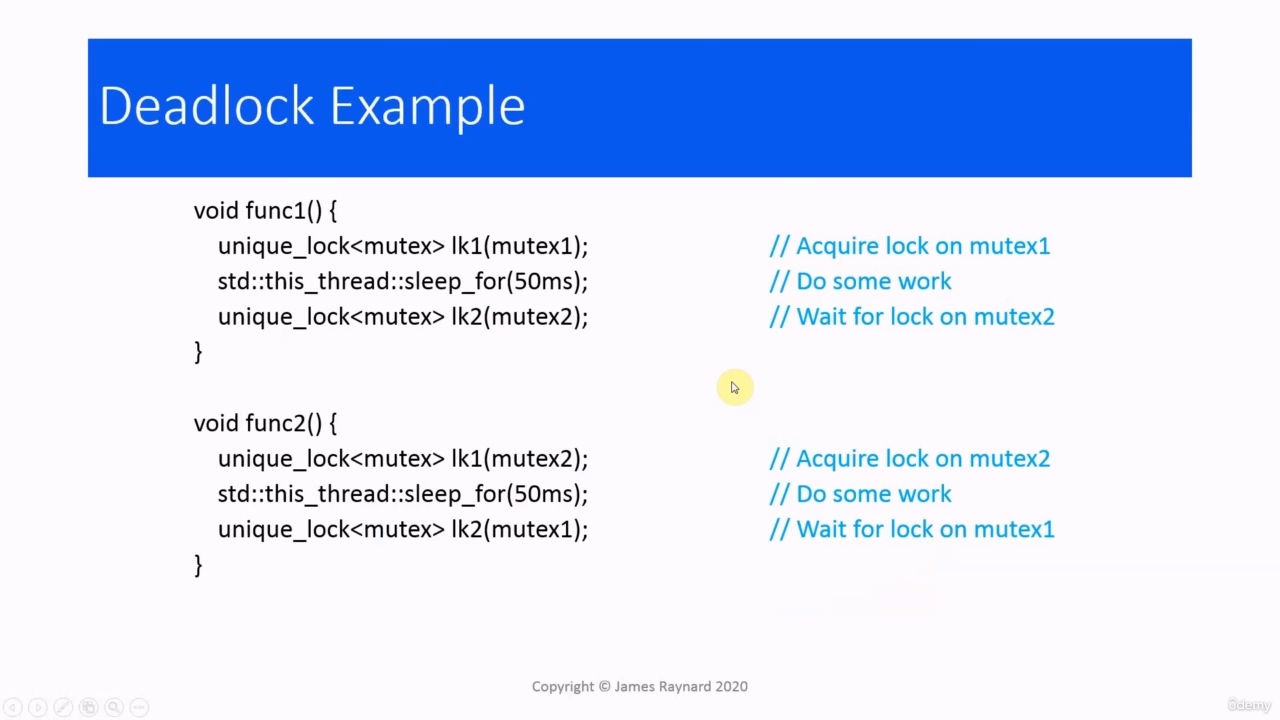 Deadlock Example
void func1() {
unique_lock<mutex> lk1(mutex1); // Acquire lock on mutex1
std::this_thread::sleep_for(50ms); // Do some work
unique_lock<mutex> lk2(mutex2); // Wait for lock on mutex2
}
void func2() {
unique_lock<mutex> lk1(mutex2); // Acquire lock on mutex2
std::this_thread::sleep_for(50ms); // Do some work
unique_lock<mutex> lk2(mutex1); // Wait for lock on mutex1
}
Copyright © James Raynard 2020
ûdemy